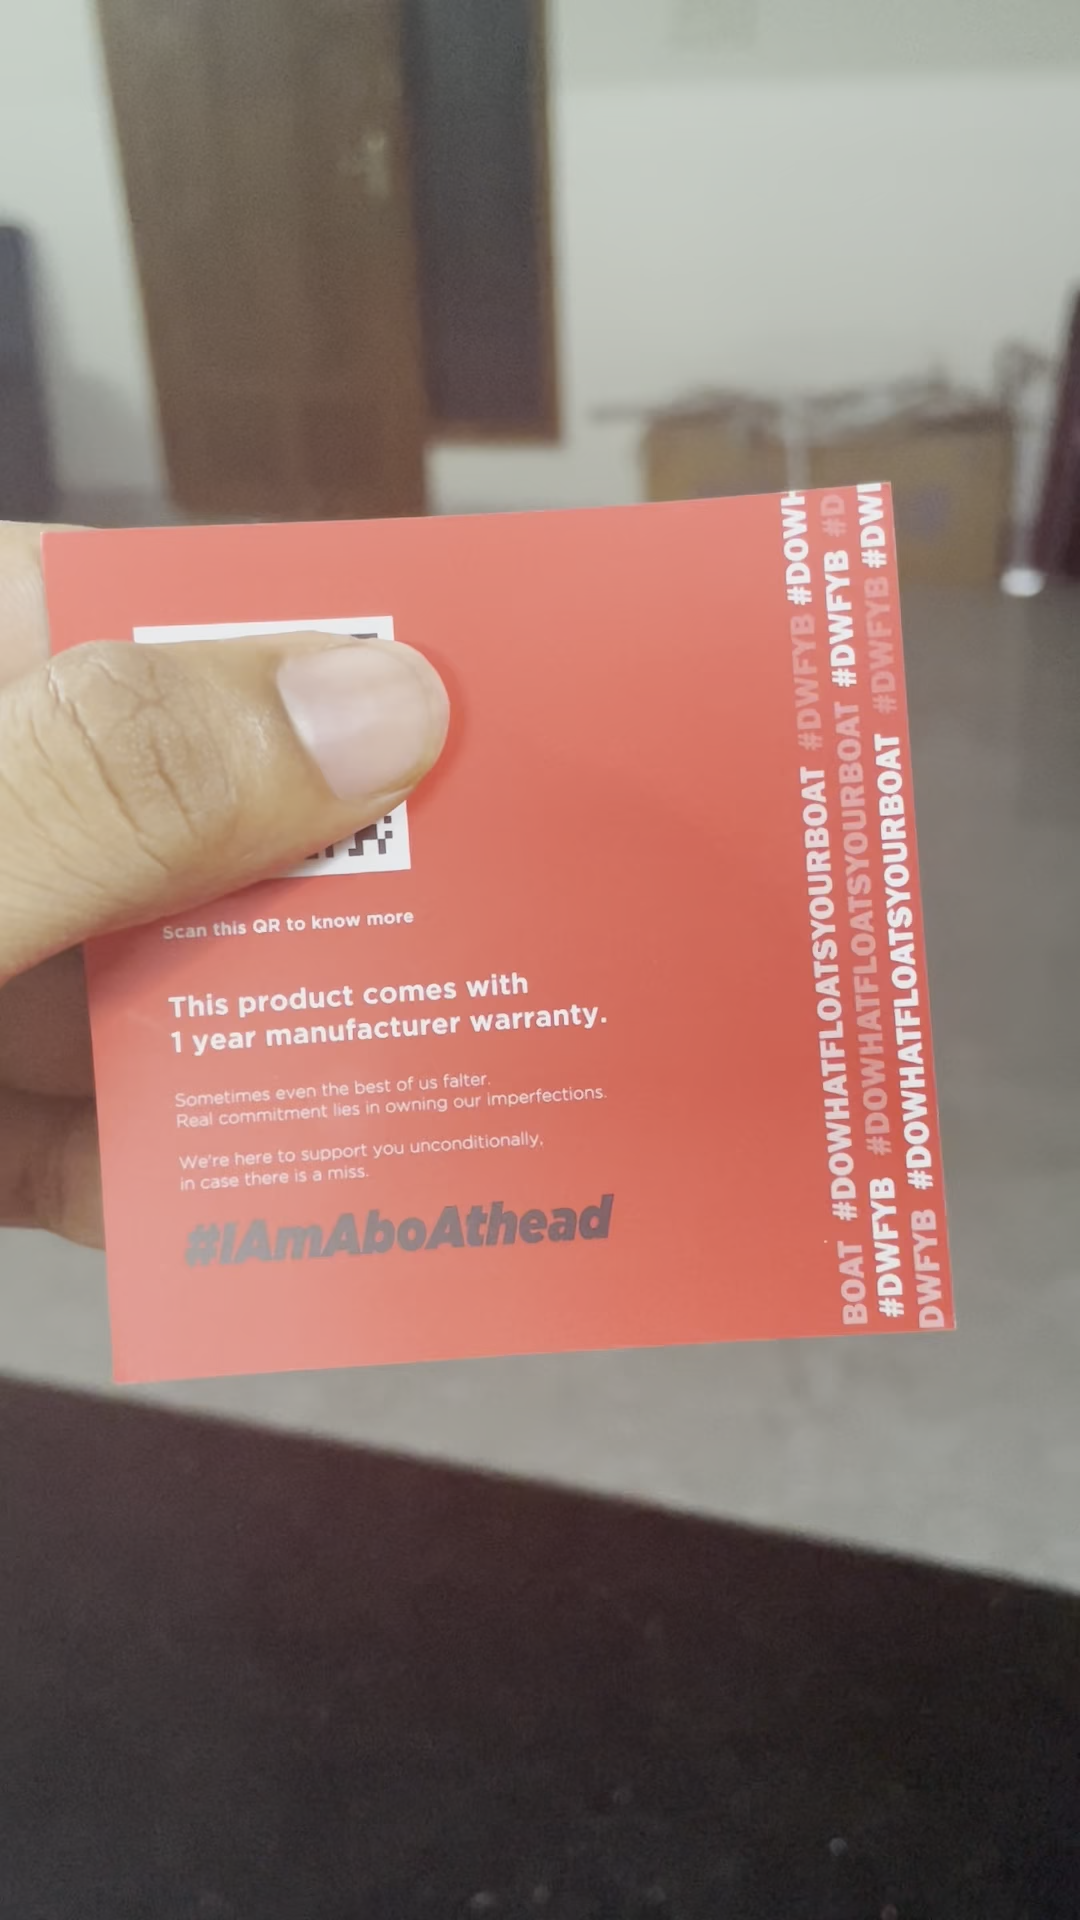 Scan this QR to know more
This product comes with
1 year manufacturer warranty.
Sometimes even the best of us falter.
Real commitment lies in owning our imperfections.
We're here to support you unconditionally,
in case there is a miss.
#IAmAboAthead
BOAT #DOWHATFLOATSYOURBOAT #DWFYB #DOWH
#DWFYB #DOWHATFLOATSYOURBOAT #DWFYB #D
DWFYB #DOWHATFLOATSYOURBOAT #DWFYB #DWF